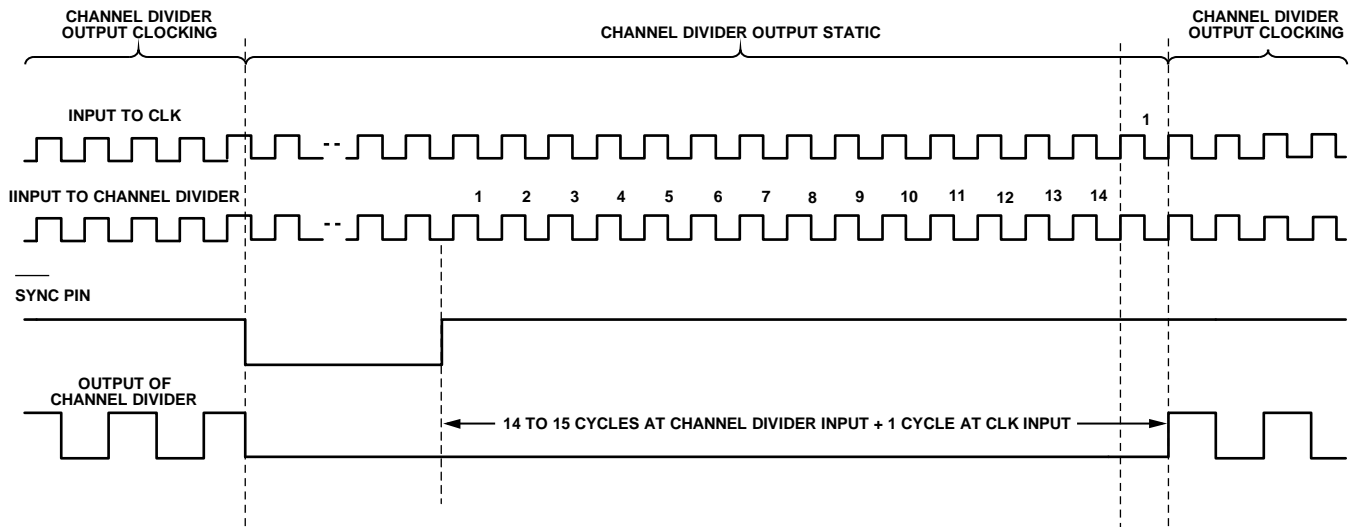 CHANNEL DIVIDER
OUTPUT CLOCKING
CHANNEL DIVIDER OUTPUT STATIC
CHANNEL DIVIDER
OUTPUT CLOCKING
INPUT TO CLK
1
IINPUT TO CHANNEL DIVIDER
1 2 3 4 5 6 7 8 9 10 11 12 13 14
SYNC PIN
OUTPUT OF
CHANNEL DIVIDER
14 TO 15 CYCLES AT CHANNEL DIVIDER INPUT + 1 CYCLE AT CLK INPUT